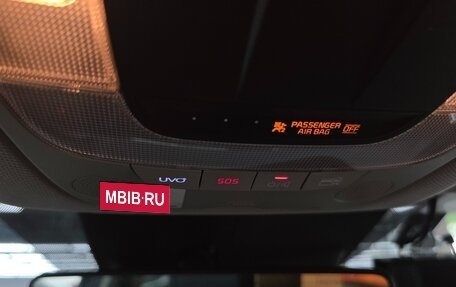 PASSENGER
AIR BAG OFF
UVO SOS
MBIB·RU